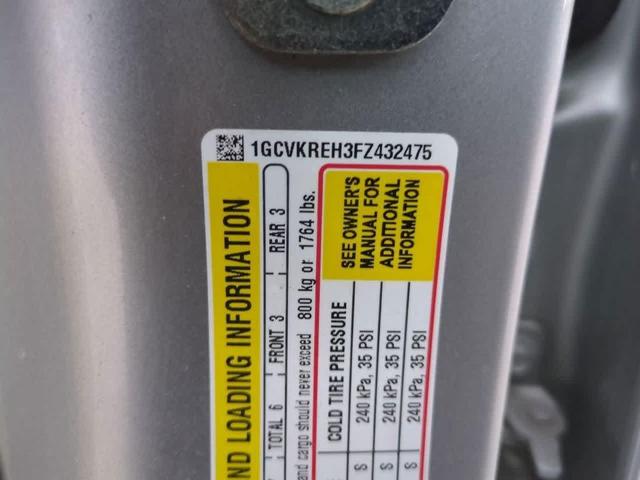 1GCVKREH3FZ432475
ND LOADING INFORMATION
TOTAL 6 FRONT 3 REAR 3
and cargo should never exceed 800 kg or 1764 lbs.
SEE OWNER'S
MANUAL FOR
ADDITIONAL
INFORMATION
COLD TIRE PRESSURE
S 240 kPa, 35 PSI
S 240 kPa, 35 PSI
S 240 kPa, 35 PSI